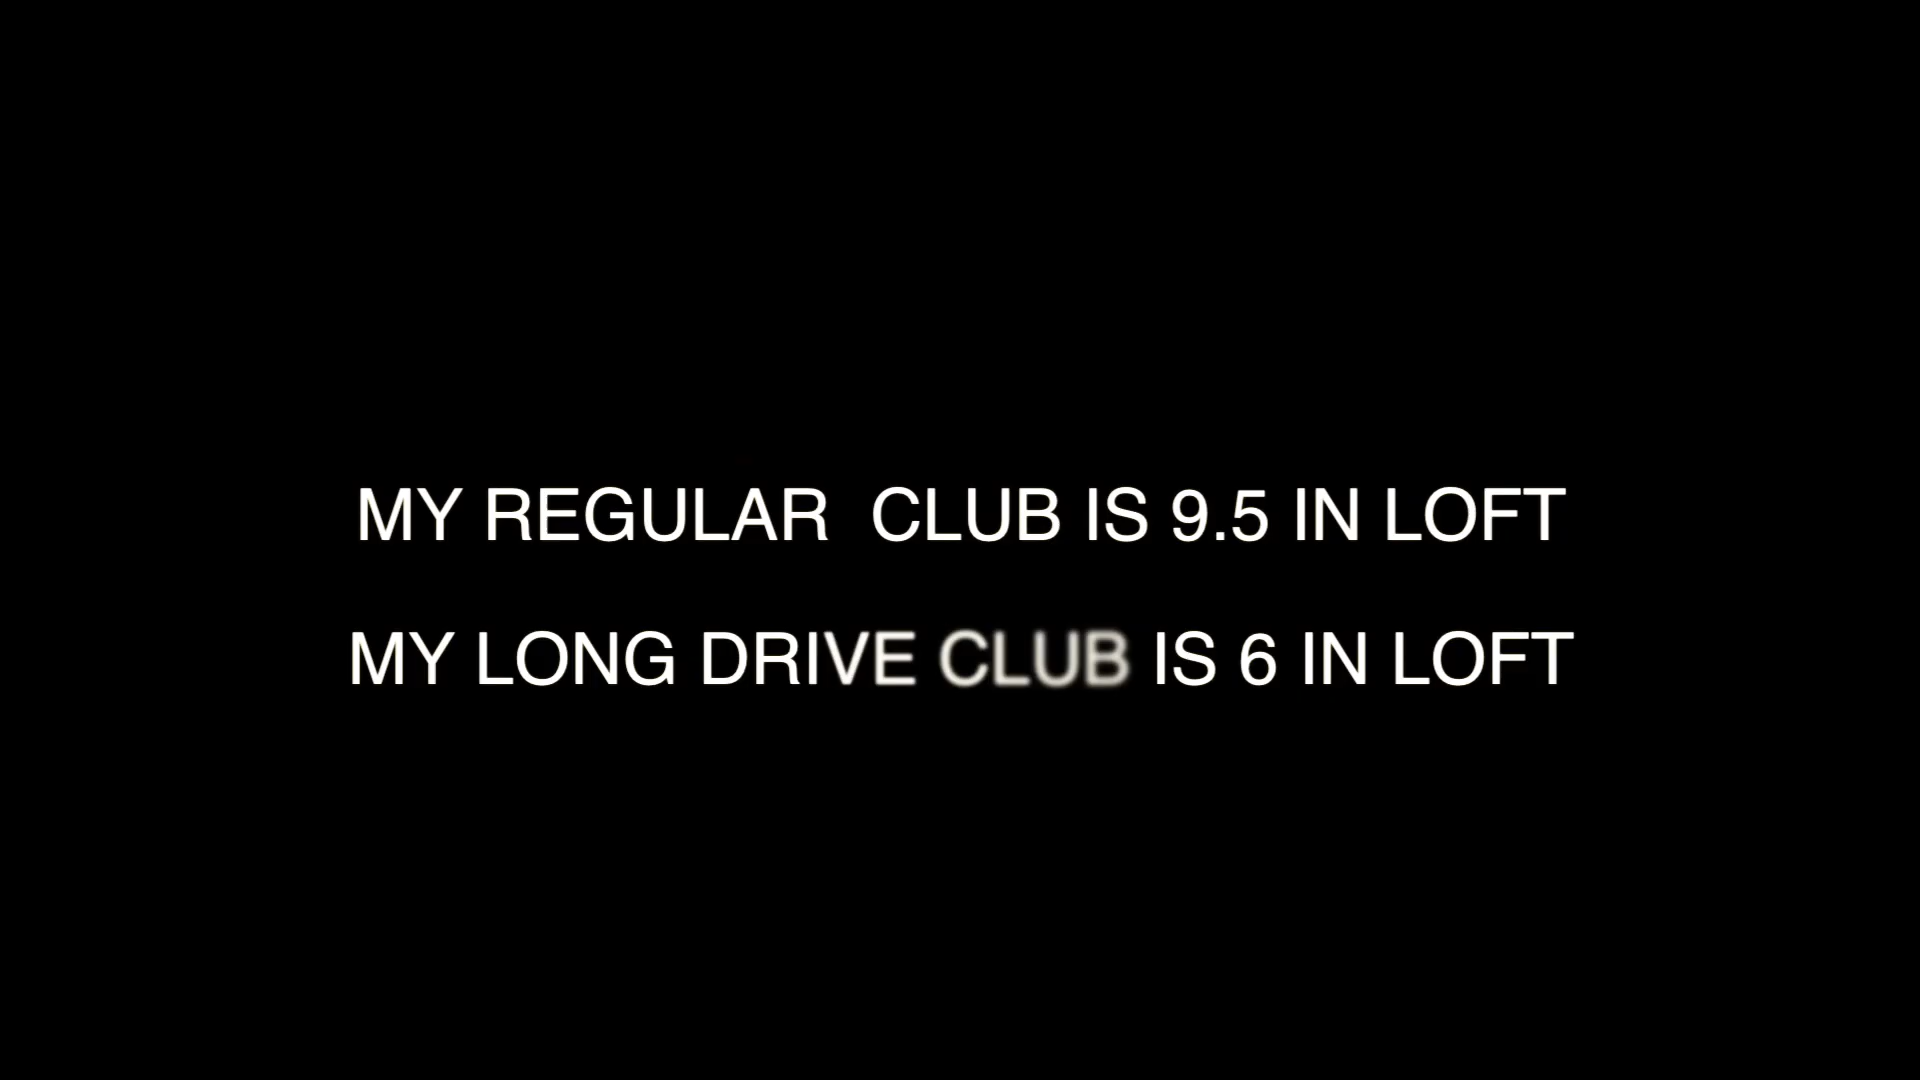 MY REGULAR  CLUB IS 9.5 IN LOFT
MY LONG DRIVE CLUB IS 6 IN LOFT